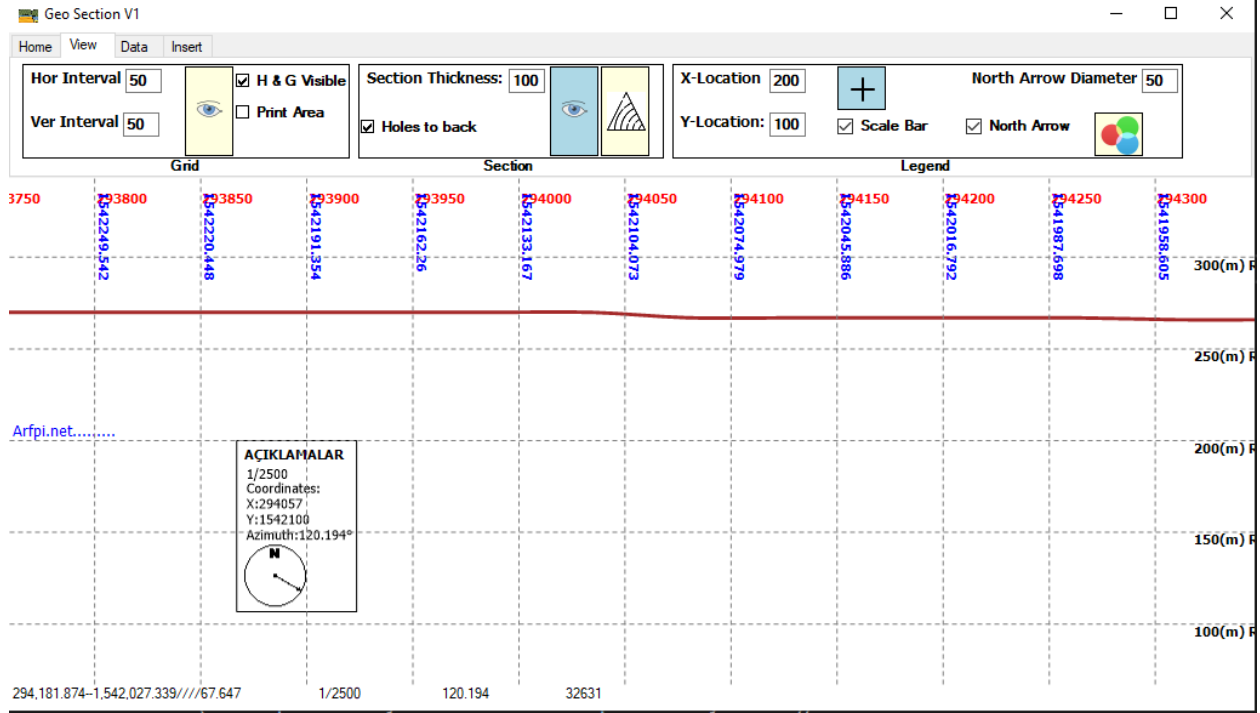 Geo Section V1
Home View Data Insert
Hor Interval 50
H & G Visible
Ver Interval 50
Print Area
Grid
Section Thickness: 100
Holes to back
Section
X-Location 200
North Arrow Diameter 50
Y-Location: 100
Scale Bar
North Arrow
Legend
3750 293800 293850 293900 293950 294000 294050 294100 294150 294200 294250 294300
1542249.542 1542220.448 1542191.354 1542162.26 1542133.167 1542104.073 1542074.979 1542045.886 1542016.792 1541987.698 1541958.605
300(m) R
250(m) R
Arfpi.net.........
200(m) R
AÇIKLAMALAR
1/2500
Coordinates:
X:294057
Y:1542100
Azimuth:120.194°
N
150(m) R
100(m) R
294,181.874--1,542,027.339////67.647 1/2500 120.194 32631